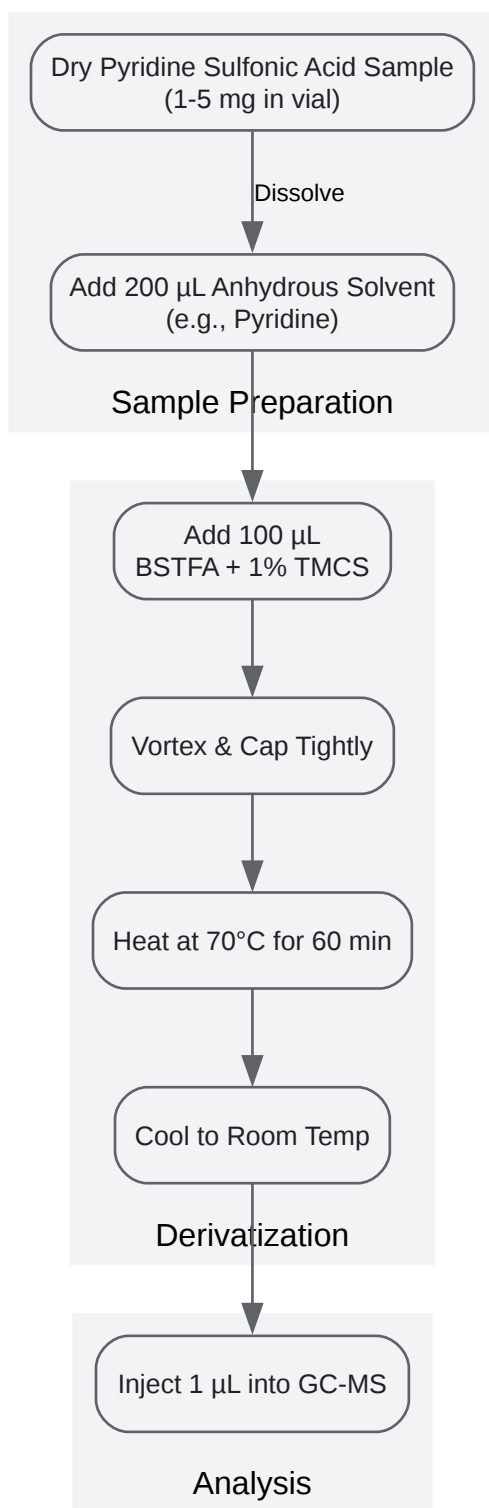 Dry Pyridine Sulfonic Acid Sample
(1-5 mg in vial)
Dissolve
Add 200 µL Anhydrous Solvent
(e.g., Pyridine)
Sample Preparation
Add 100 µL
BSTFA + 1% TMCS
Vortex & Cap Tightly
Heat at 70°C for 60 min
Cool to Room Temp
Derivatization
Inject 1 µL into GC-MS
Analysis